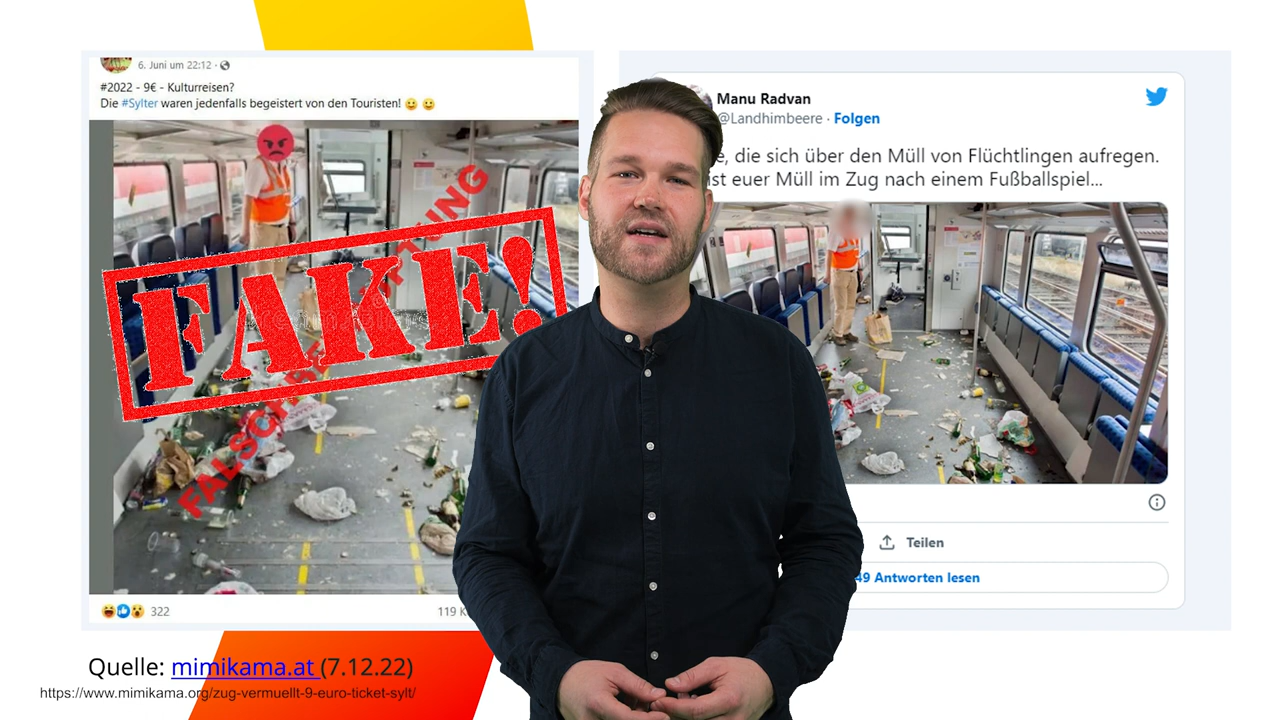 6. Juni um 22:12 ·
#2022 - 9€ - Kulturreisen?
Die #Sylter waren jedenfalls begeistert von den Touristen!
FAKE!
322
119 K
Manu Radvan
@Landhimbeere · Folgen
, die sich über den Müll von Flüchtlingen aufregen.
ist euer Müll im Zug nach einem Fußballspiel...
Teilen
49 Antworten lesen
Quelle: mimikama.at (7.12.22)
https://www.mimikama.org/zug-vermuellt-9-euro-ticket-sylt/